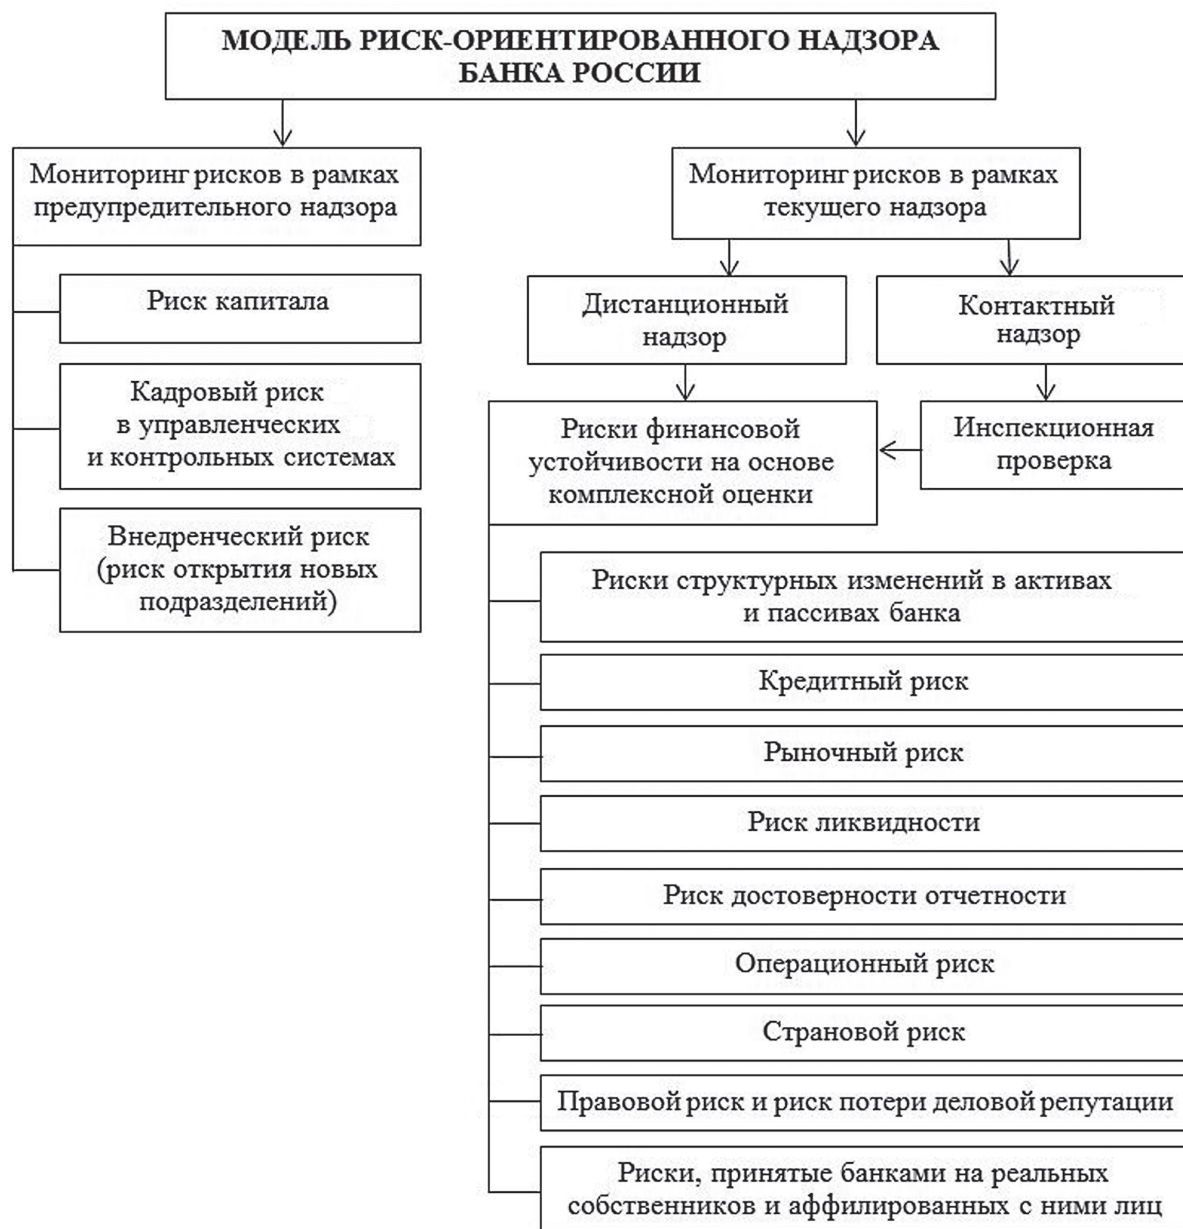 МОДЕЛЬ РИСК-ОРИЕНТИРОВАННОГО НАДЗОРА
БАНКА РОССИИ
Мониторинг рисков в рамках
предупредительного надзора
Риск капитала
Кадровый риск
в управленческих
и контрольных системах
Внедренческий риск
(риск открытия новых
подразделений)
Мониторинг рисков в рамках
текущего надзора
Дистанционный
надзор
Контактный
надзор
Риски финансовой
устойчивости на основе
комплексной оценки
Инспекционная
проверка
Риски структурных изменений в активах
и пассивах банка
Кредитный риск
Рыночный риск
Риск ликвидности
Риск достоверности отчетности
Операционный риск
Страновой риск
Правовой риск и риск потери деловой репутации
Риски, принятые банками на реальных
собственников и аффилированных с ними лиц